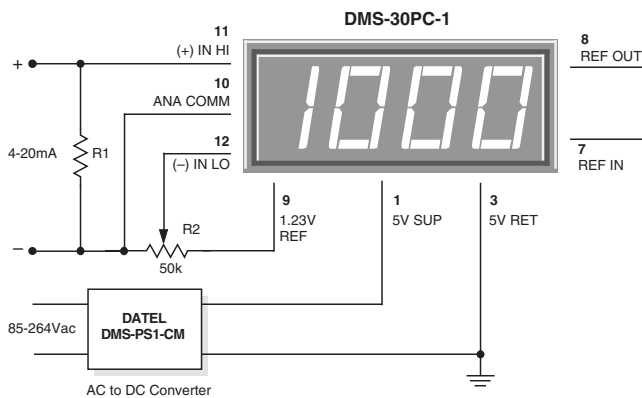 DMS-30PC-1
11
(+) IN HI
8
REF OUT
+
10
ANA COMM
1000
4-20mA
R1
12
(–) IN LO
7
REF IN
9
1.23V
REF
1
5V SUP
3
5V RET
–
R2
50k
85-264Vac
DATEL
DMS-PS1-CM
AC to DC Converter